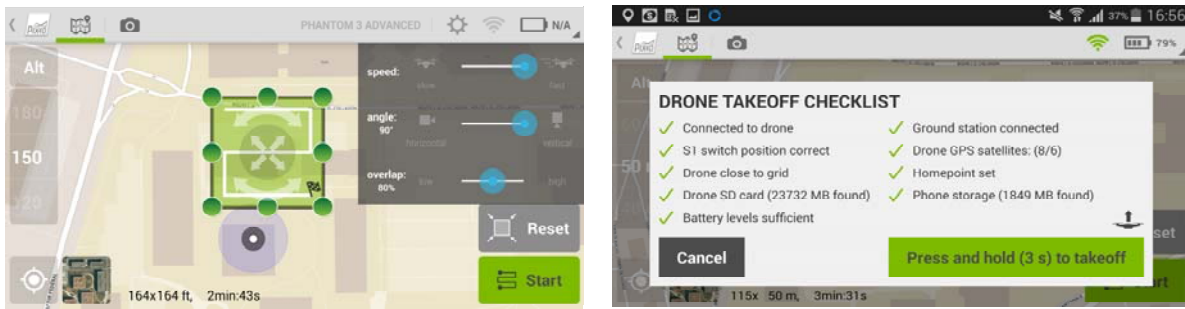 PHANTOM 3 ADVANCED
N/A
Alt
180
150
120
speed:
slow
fast
angle:
90°
horizontal
vertical
overlap:
80%
low
high
Reset
Start
164x164 ft, 2min:43s
37% 16:56
79%
DRONE TAKEOFF CHECKLIST
Connected to drone
Ground station connected
S1 switch position correct
Drone GPS satellites: (8/6)
Drone close to grid
Homepoint set
Drone SD card (23732 MB found)
Phone storage (1849 MB found)
Battery levels sufficient
Cancel
Press and hold (3 s) to takeoff
115x 50 m, 3min:31s